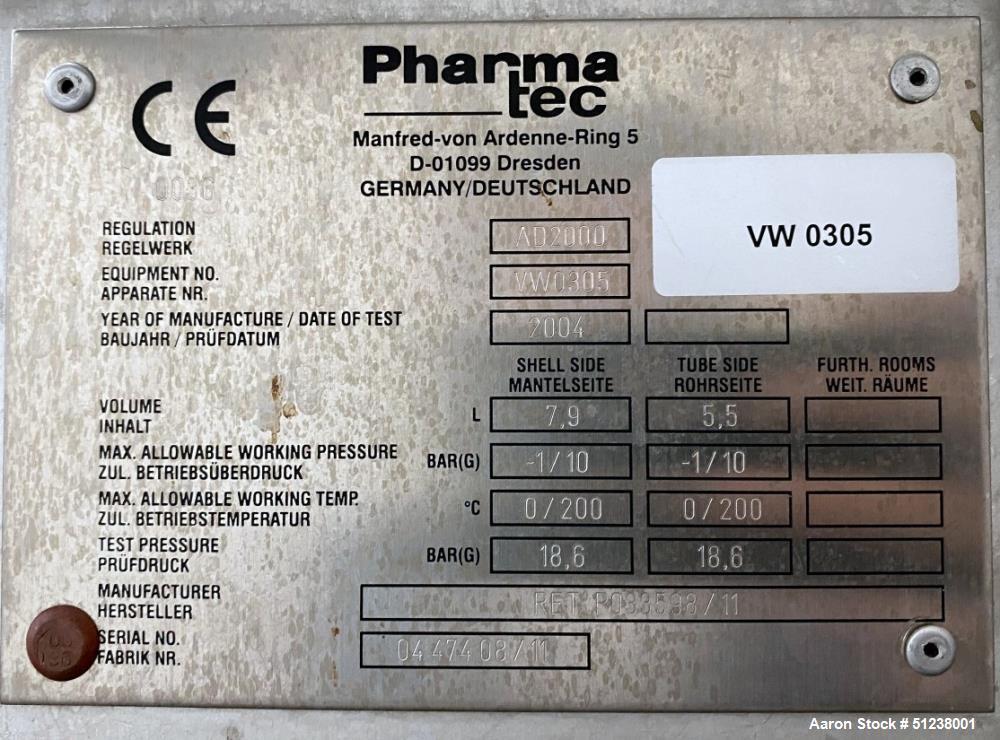 CE
Pharma
tec
Manfred-von Ardenne-Ring 5
D-01099 Dresden
GERMANY/DEUTSCHLAND
0036
VW 0305
REGULATION
REGELWERK
AD2000
EQUIPMENT NO.
APPARATE NR.
VW0305
YEAR OF MANUFACTURE / DATE OF TEST
BAUJAHR / PRÜFDATUM
2004
SHELL SIDE TUBE SIDE FURTH. ROOMS
MANTELSEITE ROHRSEITE WEIT. RÄUME
VOLUME
INHALT
L 7,9 5,5
MAX. ALLOWABLE WORKING PRESSURE
ZUL. BETRIEBSÜBERDRUCK
BAR(G) -1/10 -1/10
MAX. ALLOWABLE WORKING TEMP.
ZUL. BETRIEBSTEMPERATUR
°C 0/200 0/200
TEST PRESSURE
PRÜFDRUCK
BAR(G) 18,6 18,6
MANUFACTURER
HERSTELLER
RET P033598/11
SERIAL NO.
FABRIK NR.
04 474 08/11
Aaron Stock # 51238001